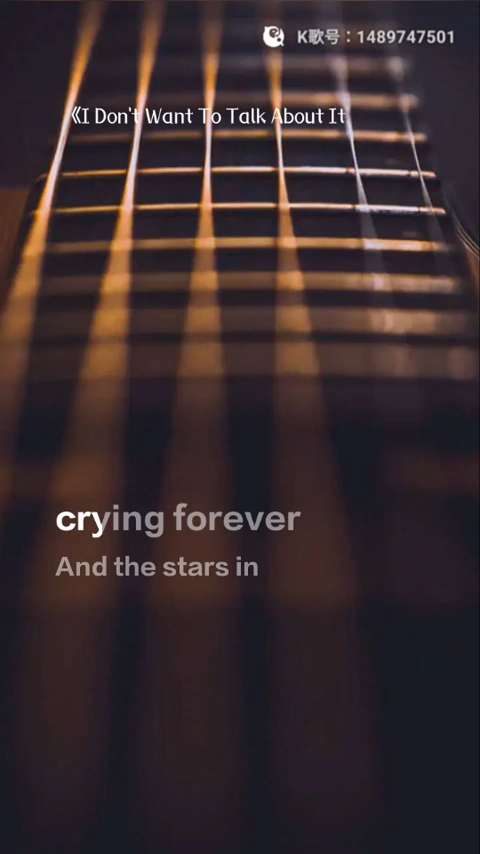 K歌号：1489747501
《I Don't Want To Talk About It
crying forever
And the stars in